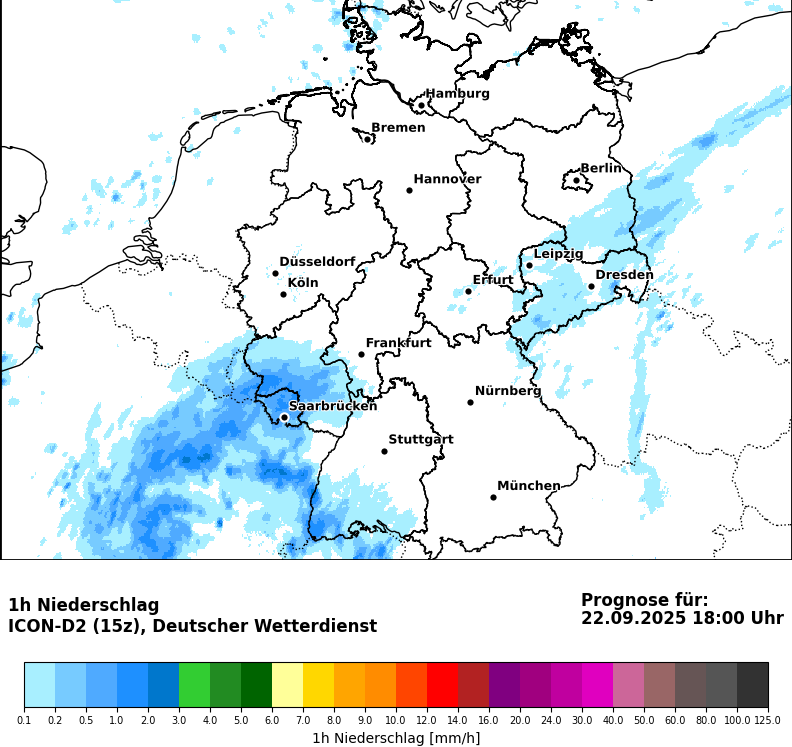 Hamburg
Bremen
Berlin
Hannover
Leipzig
Düsseldorf
Dresden
Köln
Erfurt
Frankfurt
Nürnberg
Saarbrücken
Stuttgart
München
1h Niederschlag
ICON-D2 (15z), Deutscher Wetterdienst
Prognose für:
22.09.2025 18:00 Uhr
0.1 0.2 0.5 1.0 2.0 3.0 4.0 5.0 6.0 7.0 8.0 9.0 10.0 12.0 14.0 16.0 20.0 24.0 30.0 40.0 50.0 60.0 80.0 100.0 125.0
1h Niederschlag [mm/h]